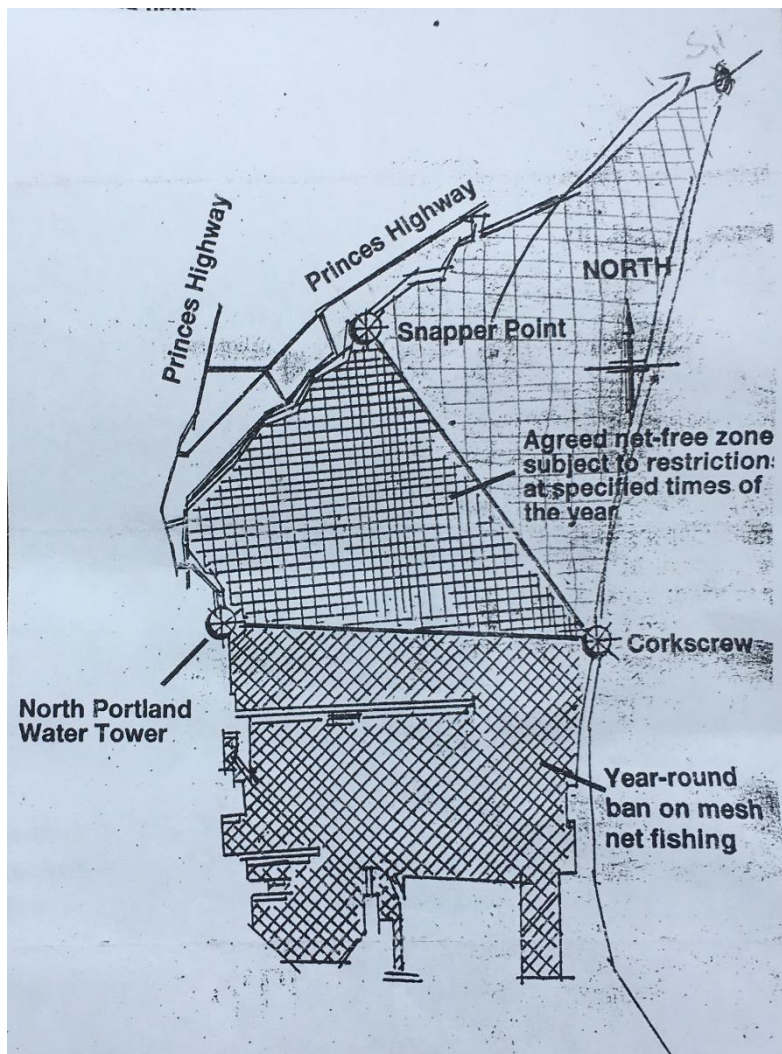 Princes Highway
Princes Highway
NORTH
Snapper Point
Agreed net-free zone
subject to restriction
at specified times of
the year
Corkscrew
North Portland
Water Tower
Year-round
ban on mesh
net fishing